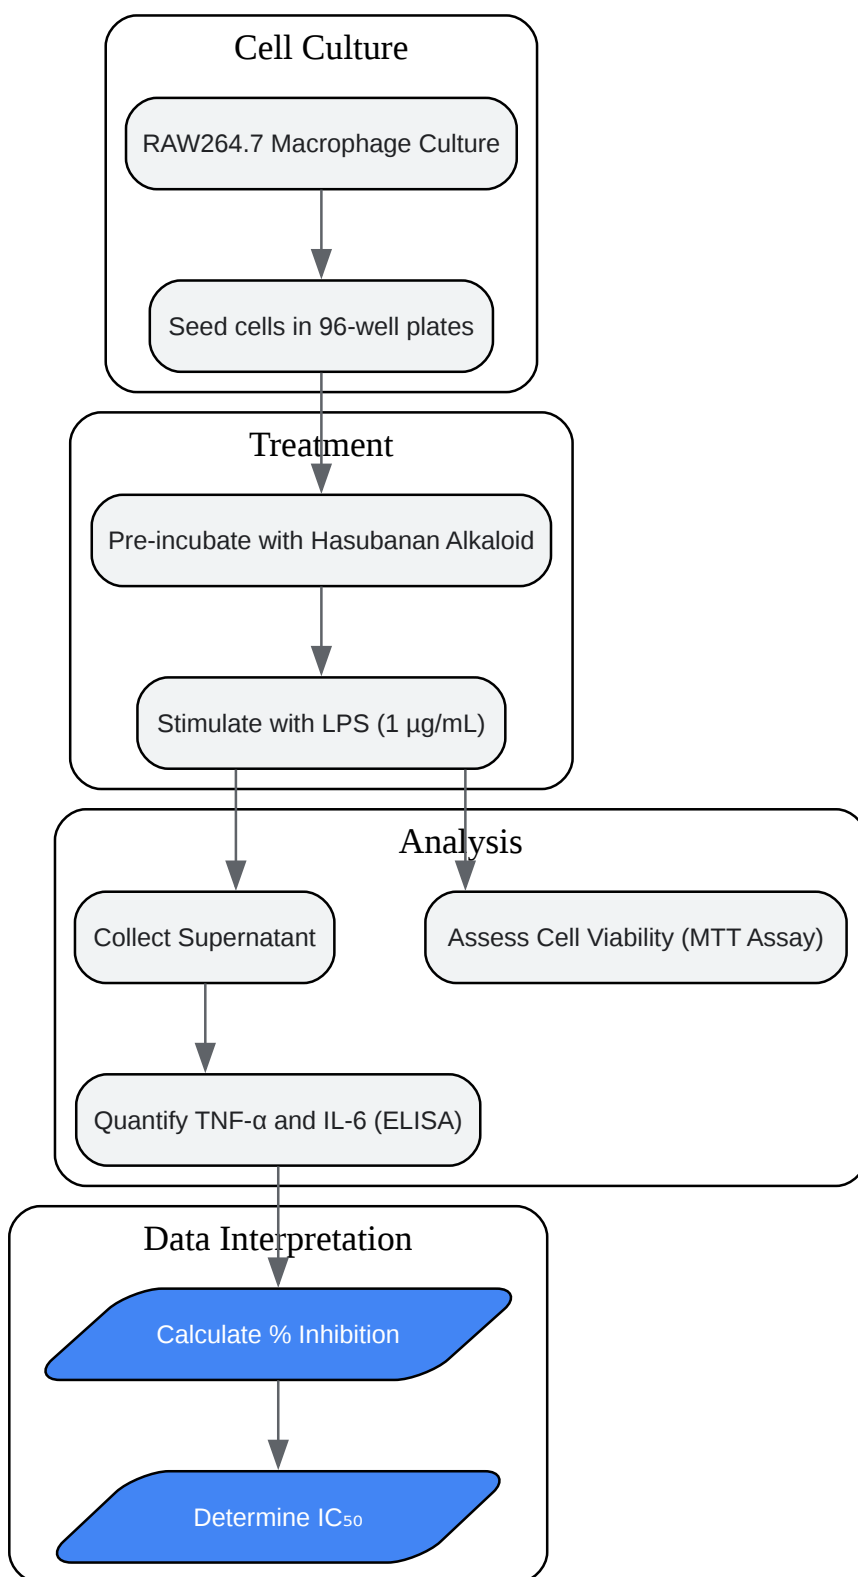 Cell Culture
RAW264.7 Macrophage Culture
Seed cells in 96-well plates
Treatment
Pre-incubate with Hasubanan Alkaloid
Stimulate with LPS (1 µg/mL)
Analysis
Collect Supernatant
Assess Cell Viability (MTT Assay)
Quantify TNF-α and IL-6 (ELISA)
Data Interpretation
Calculate % Inhibition
Determine IC₅₀